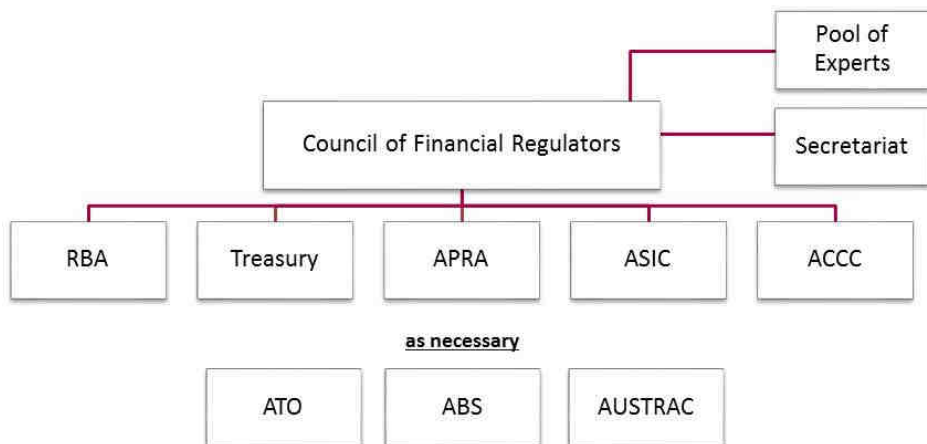 Pool of
Experts
Council of Financial Regulators
Secretariat
RBA
Treasury
APRA
ASIC
ACCC
as necessary
ATO
ABS
AUSTRAC